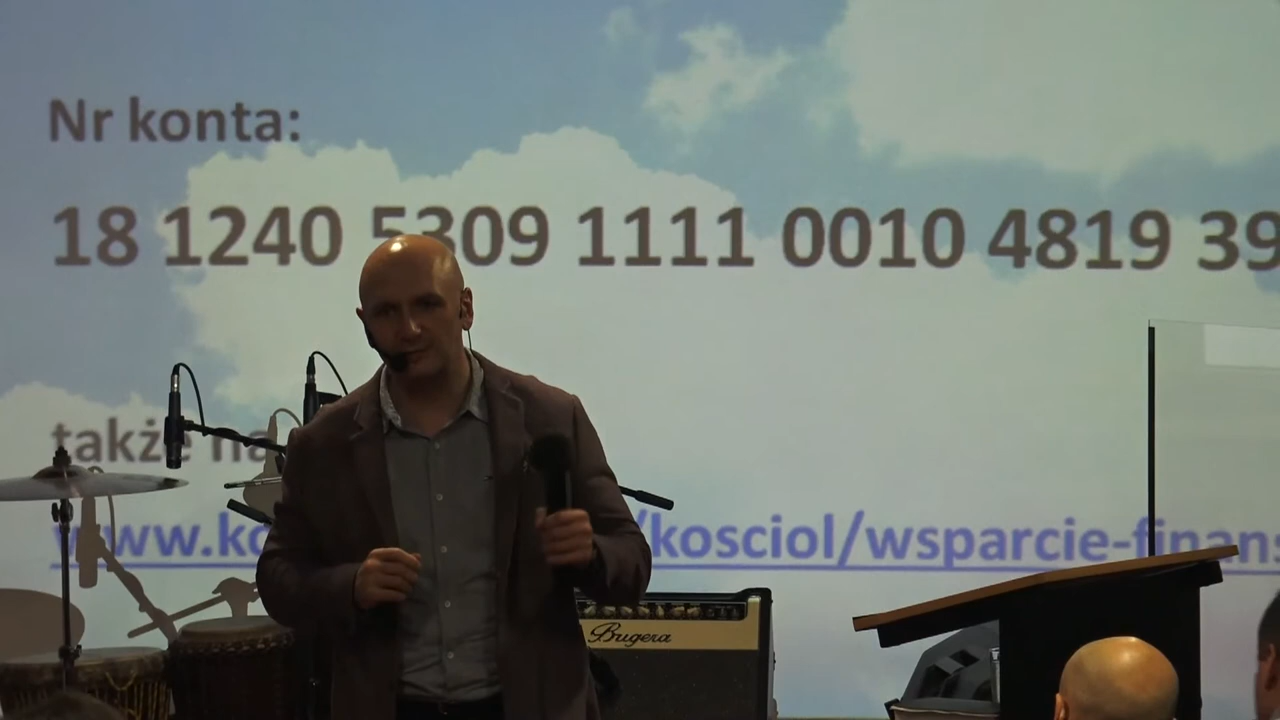 Nr konta:
18 1240 5309 1111 0010 4819 39
także na
www.ko /kosciol/wsparcie-finans
Bugera